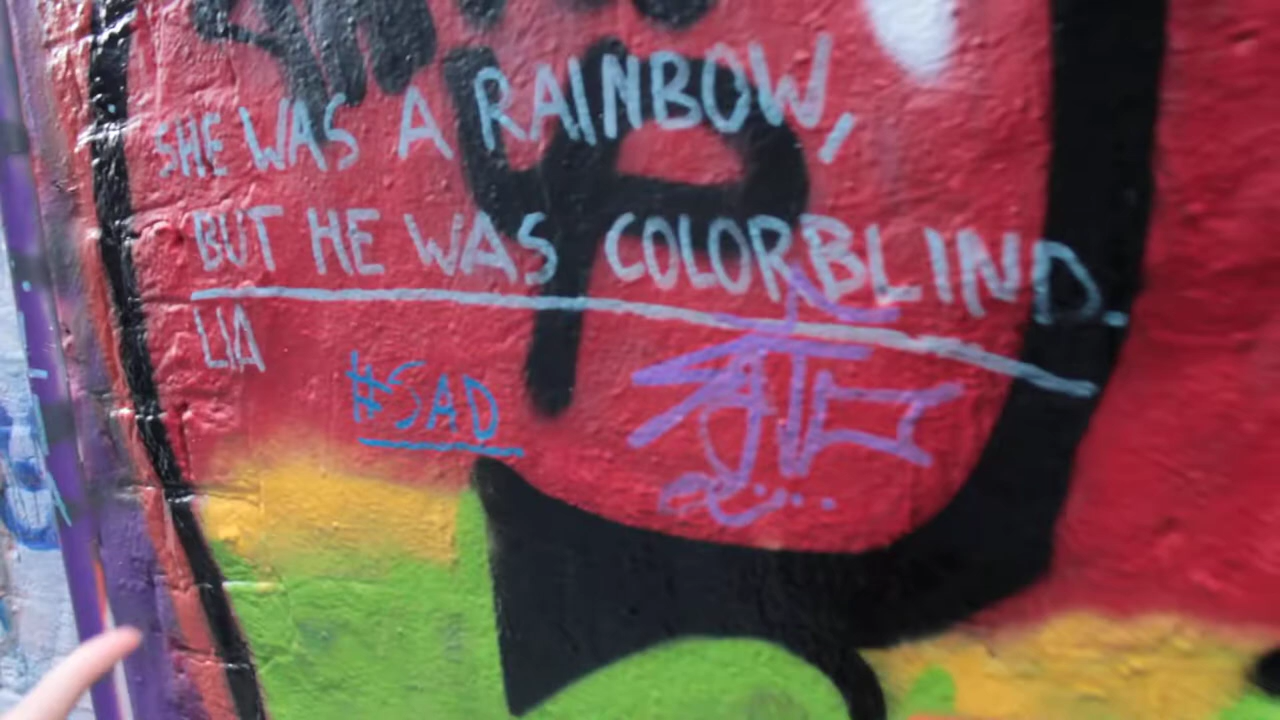 SHE WAS A RAINBOW,
BUT HE WAS COLORBLIND.
LIA
#SAD